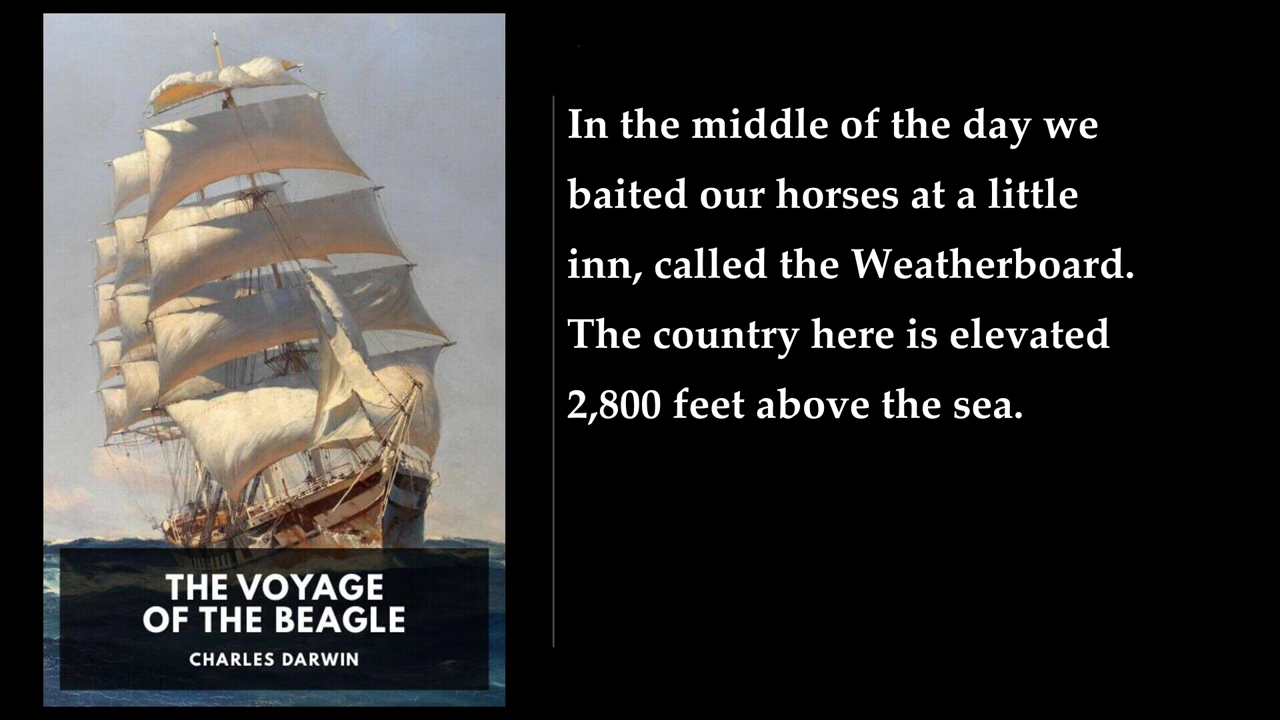 THE VOYAGE
OF THE BEAGLE
CHARLES DARWIN
In the middle of the day we
baited our horses at a little
inn, called the Weatherboard.
The country here is elevated
2,800 feet above the sea.